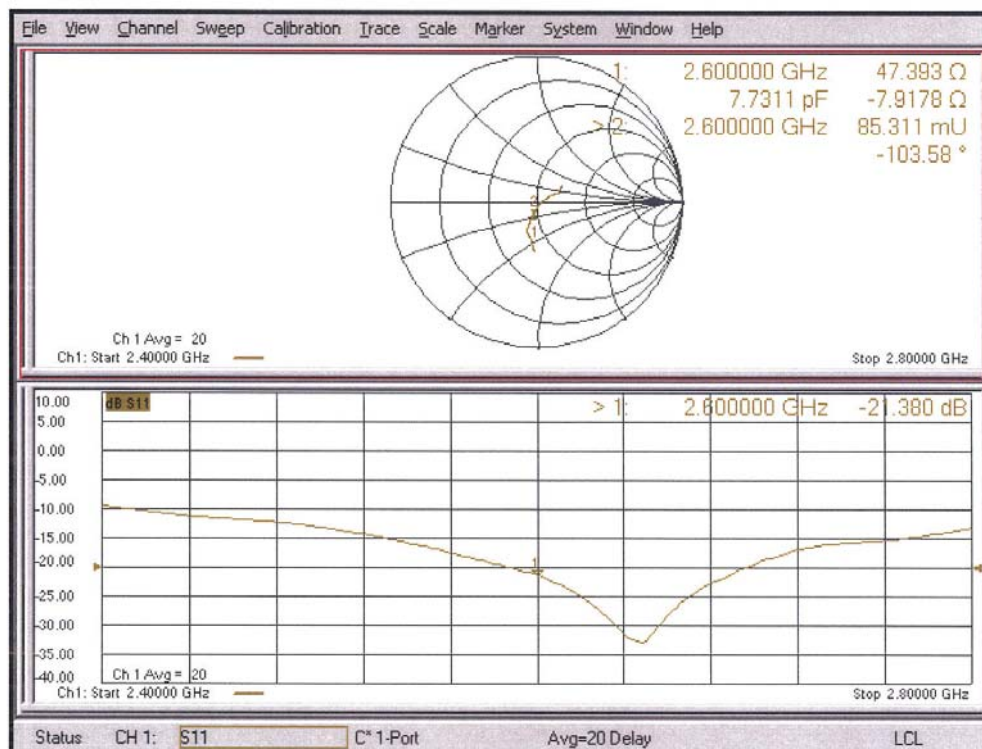 File View Channel Sweep Calibration Trace Scale Marker System Window Help
1: 2.600000 GHz 47.393 Ω
7.7311 pF -7.9178 Ω
> 2: 2.600000 GHz 85.311 mU
-103.58 °
1
Ch 1 Avg = 20
Ch1: Start 2.40000 GHz
Stop 2.80000 GHz
10.00
dB S11
> 1: 2.600000 GHz -21.380 dB
5.00
0.00
-5.00
-10.00
-15.00
-20.00
1
-25.00
-30.00
-35.00
-40.00
Ch 1 Avg = 20
Ch1: Start 2.40000 GHz
Stop 2.80000 GHz
Status CH 1: S11 C* 1-Port Avg=20 Delay LCL